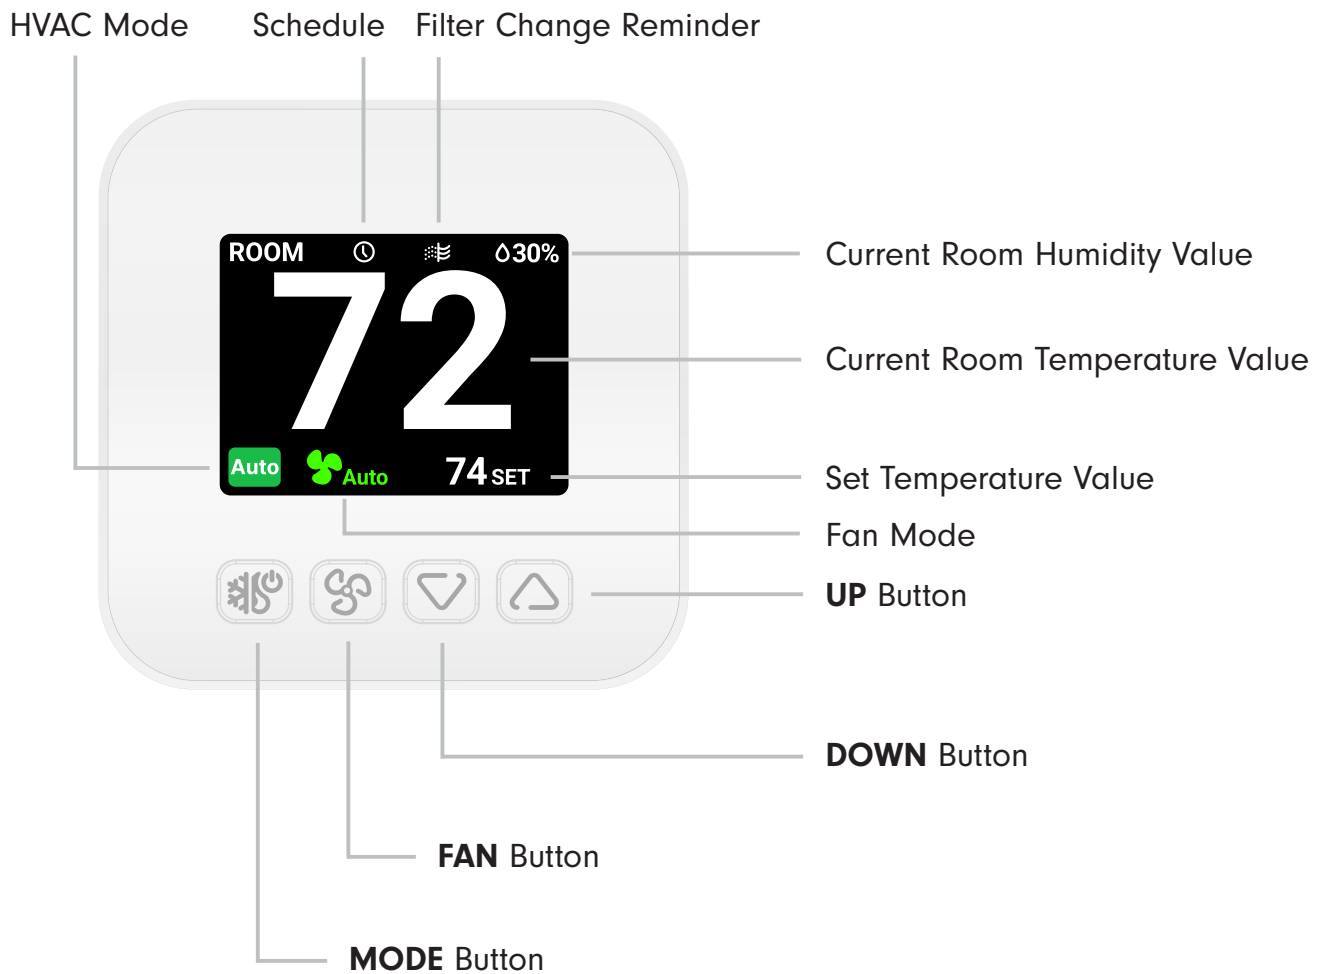 HVAC Mode
Schedule
Filter Change Reminder
ROOM
30%
72
Auto
Auto
74 SET
Current Room Humidity Value
Current Room Temperature Value
Set Temperature Value
Fan Mode
UP Button
DOWN Button
FAN Button
MODE Button